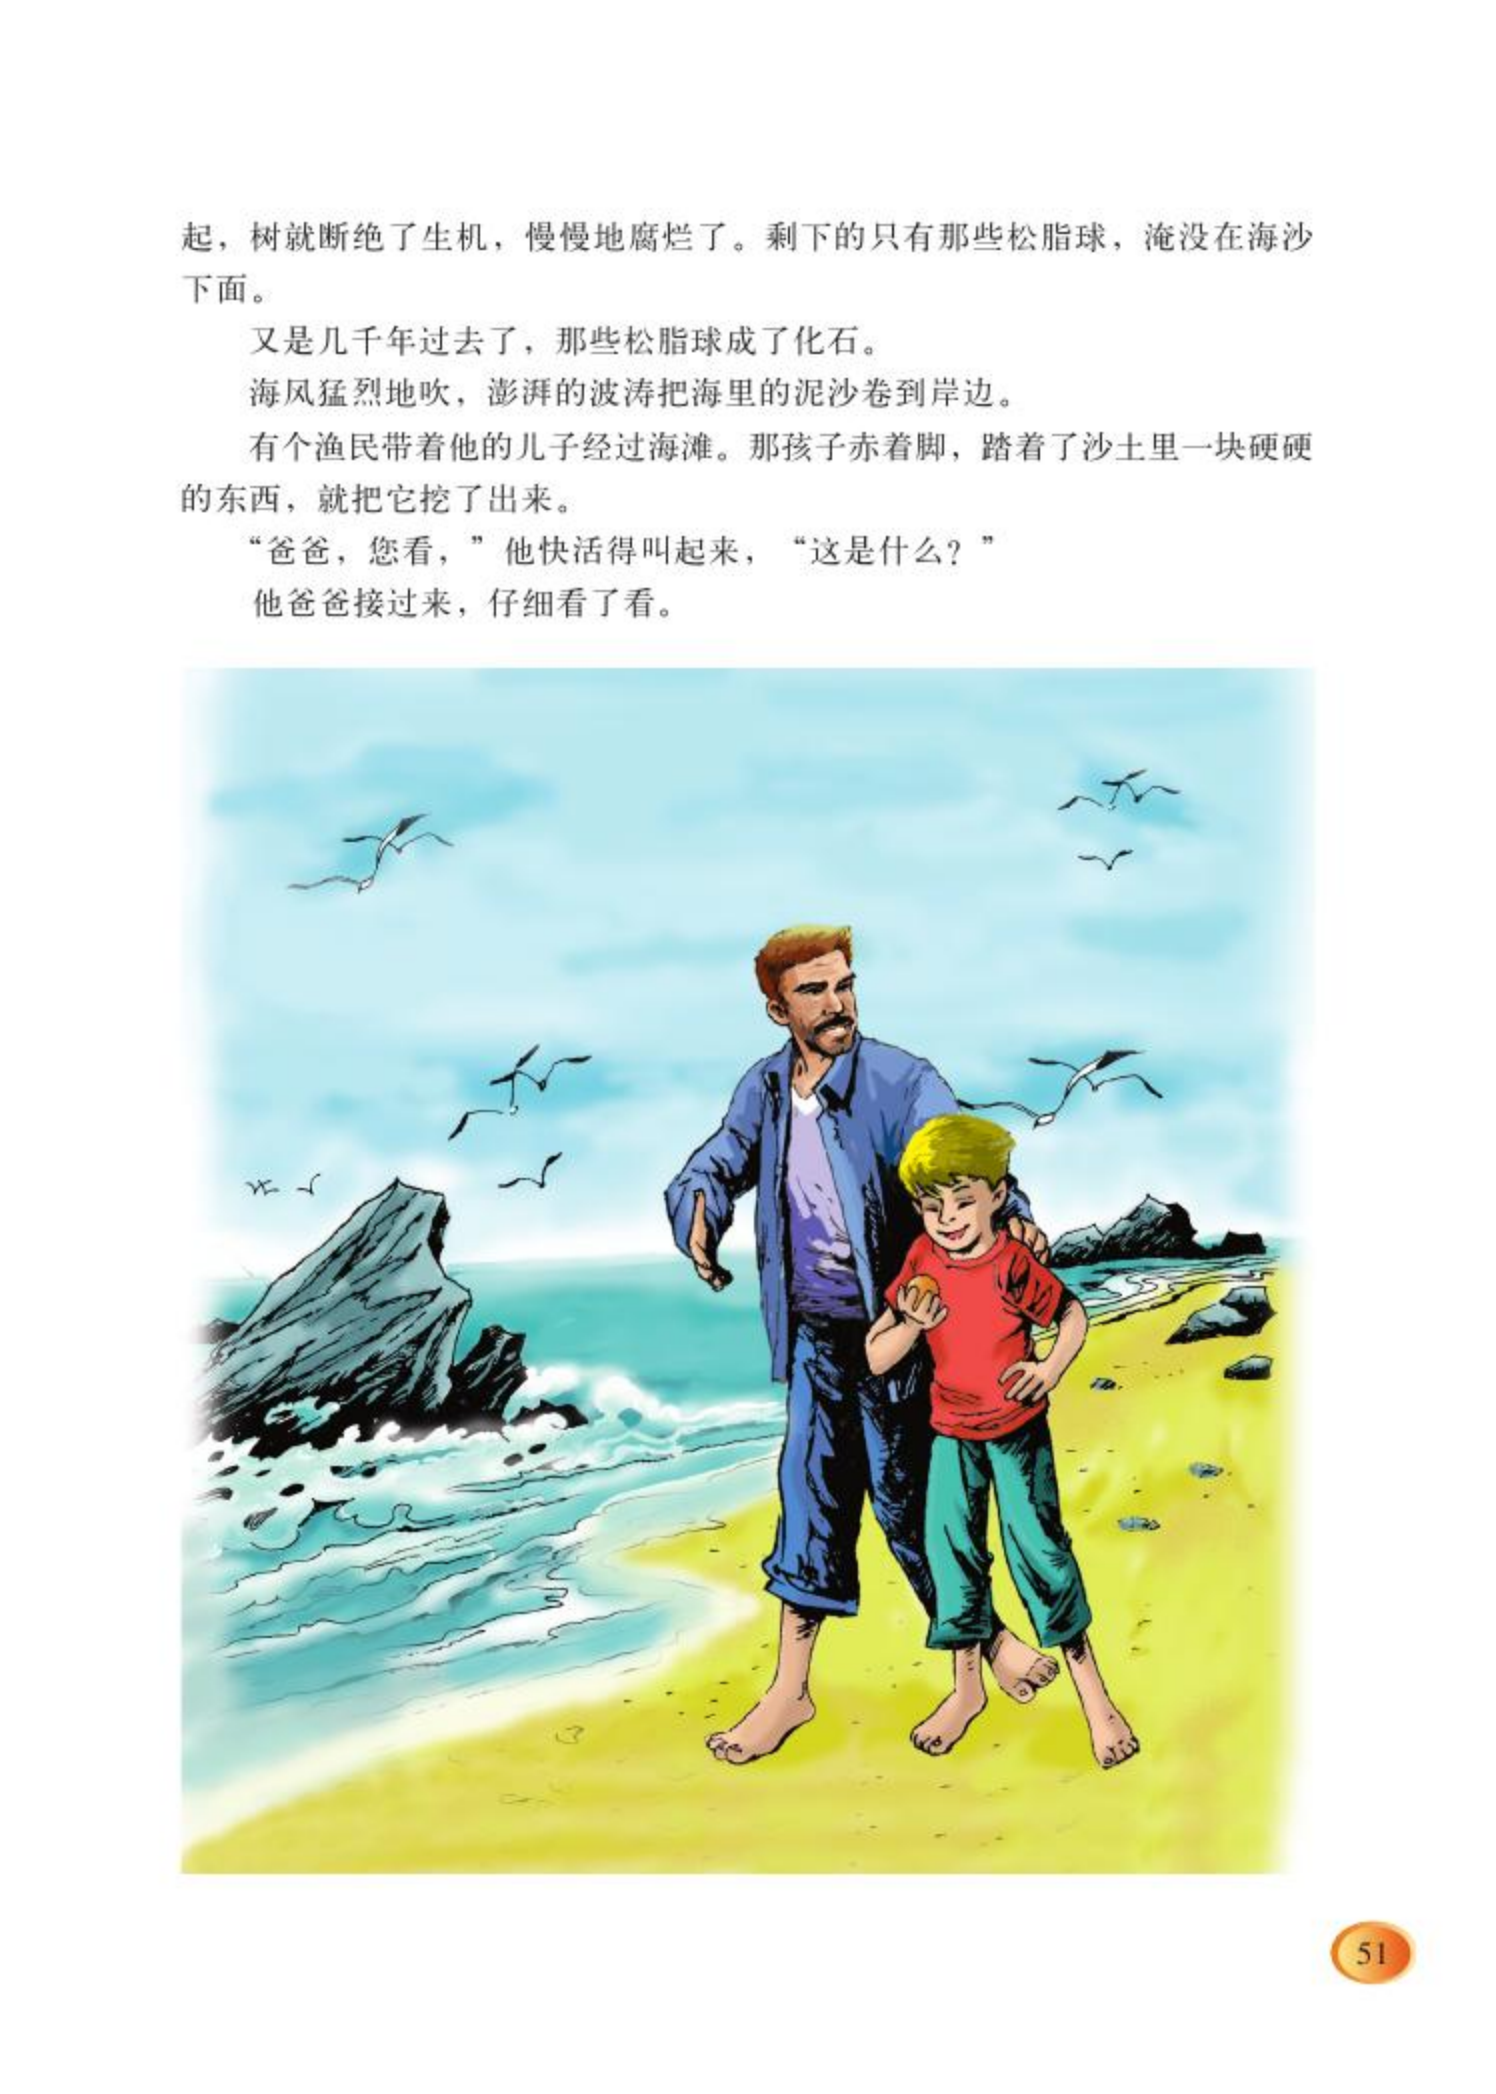 起，树就断绝了生机，慢慢地腐烂了。剩下的只有那些松脂球，淹没在海沙
下面。
又是几千年过去了，那些松脂球成了化石。
海风猛烈地吹，澎湃的波涛把海里的泥沙卷到岸边。
有个渔民带着他的儿子经过海滩。那孩子赤着脚，踏着了沙土里一块硬硬
的东西，就把它挖了出来。
“爸爸，您看，”他快活得叫起来，“这是什么？”
他爸爸接过来，仔细看了看。
51